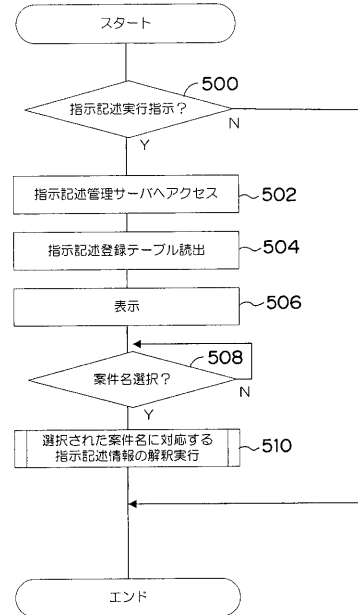 スタート
500
指示記述実行指示?
N
Y
指示記述管理サーバへアクセス
502
指示記述登録テーブル読出
504
表示
506
508
案件名選択?
N
Y
選択された案件名に対応する
指示記述情報の解釈実行
510
エンド